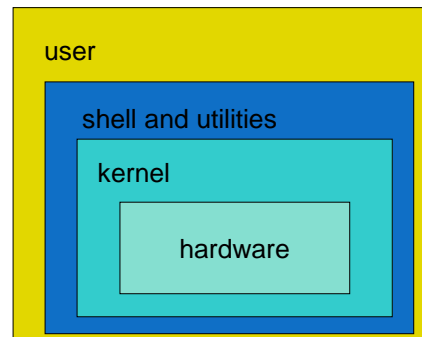 user
shell and utilities
kernel
hardware